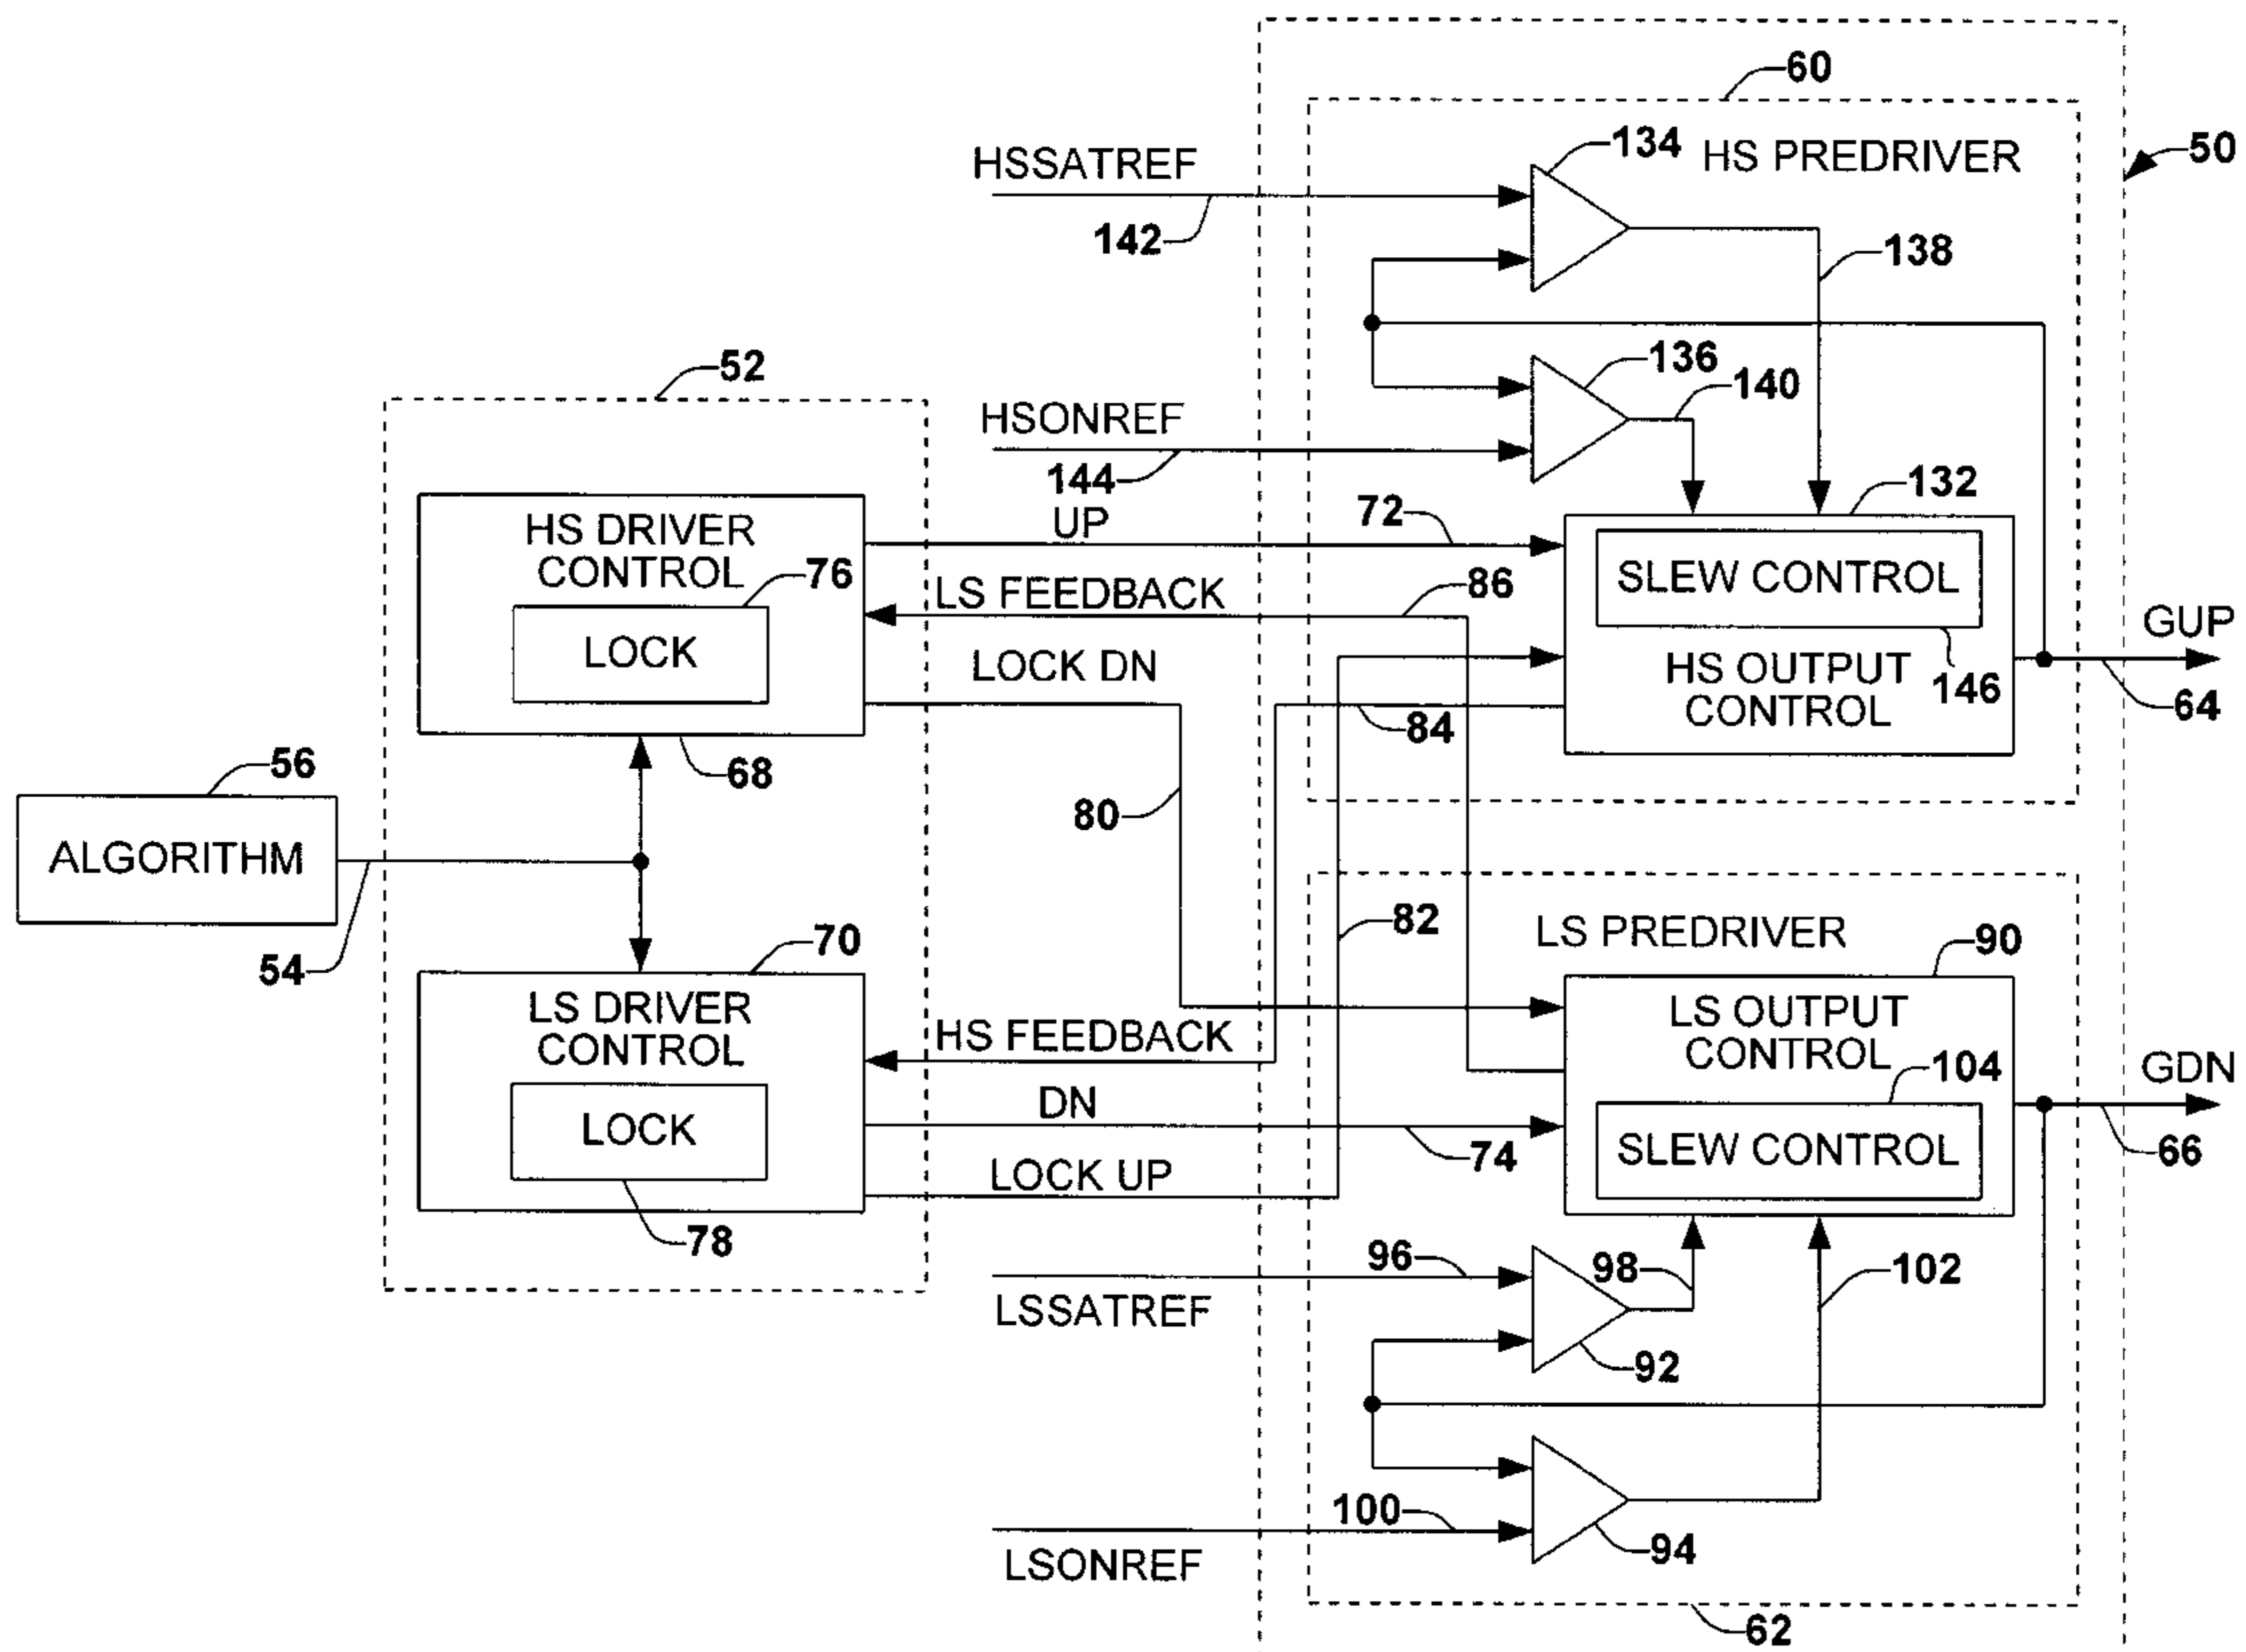 60
50
134
HS PREDRIVER
HSSATREF
142
138
52
136
140
HSONREF
144
132
UP
72
HS DRIVER
CONTROL
76
LOCK
68
LS FEEDBACK
86
LOCK DN
84
SLEW CONTROL
146
HS OUTPUT
CONTROL
GUP
64
56
ALGORITHM
54
80
82
70
LS DRIVER
CONTROL
LOCK
78
HS FEEDBACK
DN
74
LOCK UP
LS PREDRIVER
90
LS OUTPUT
CONTROL
104
SLEW CONTROL
GDN
66
96
LSSATREF
98
102
92
100
LSONREF
94
62